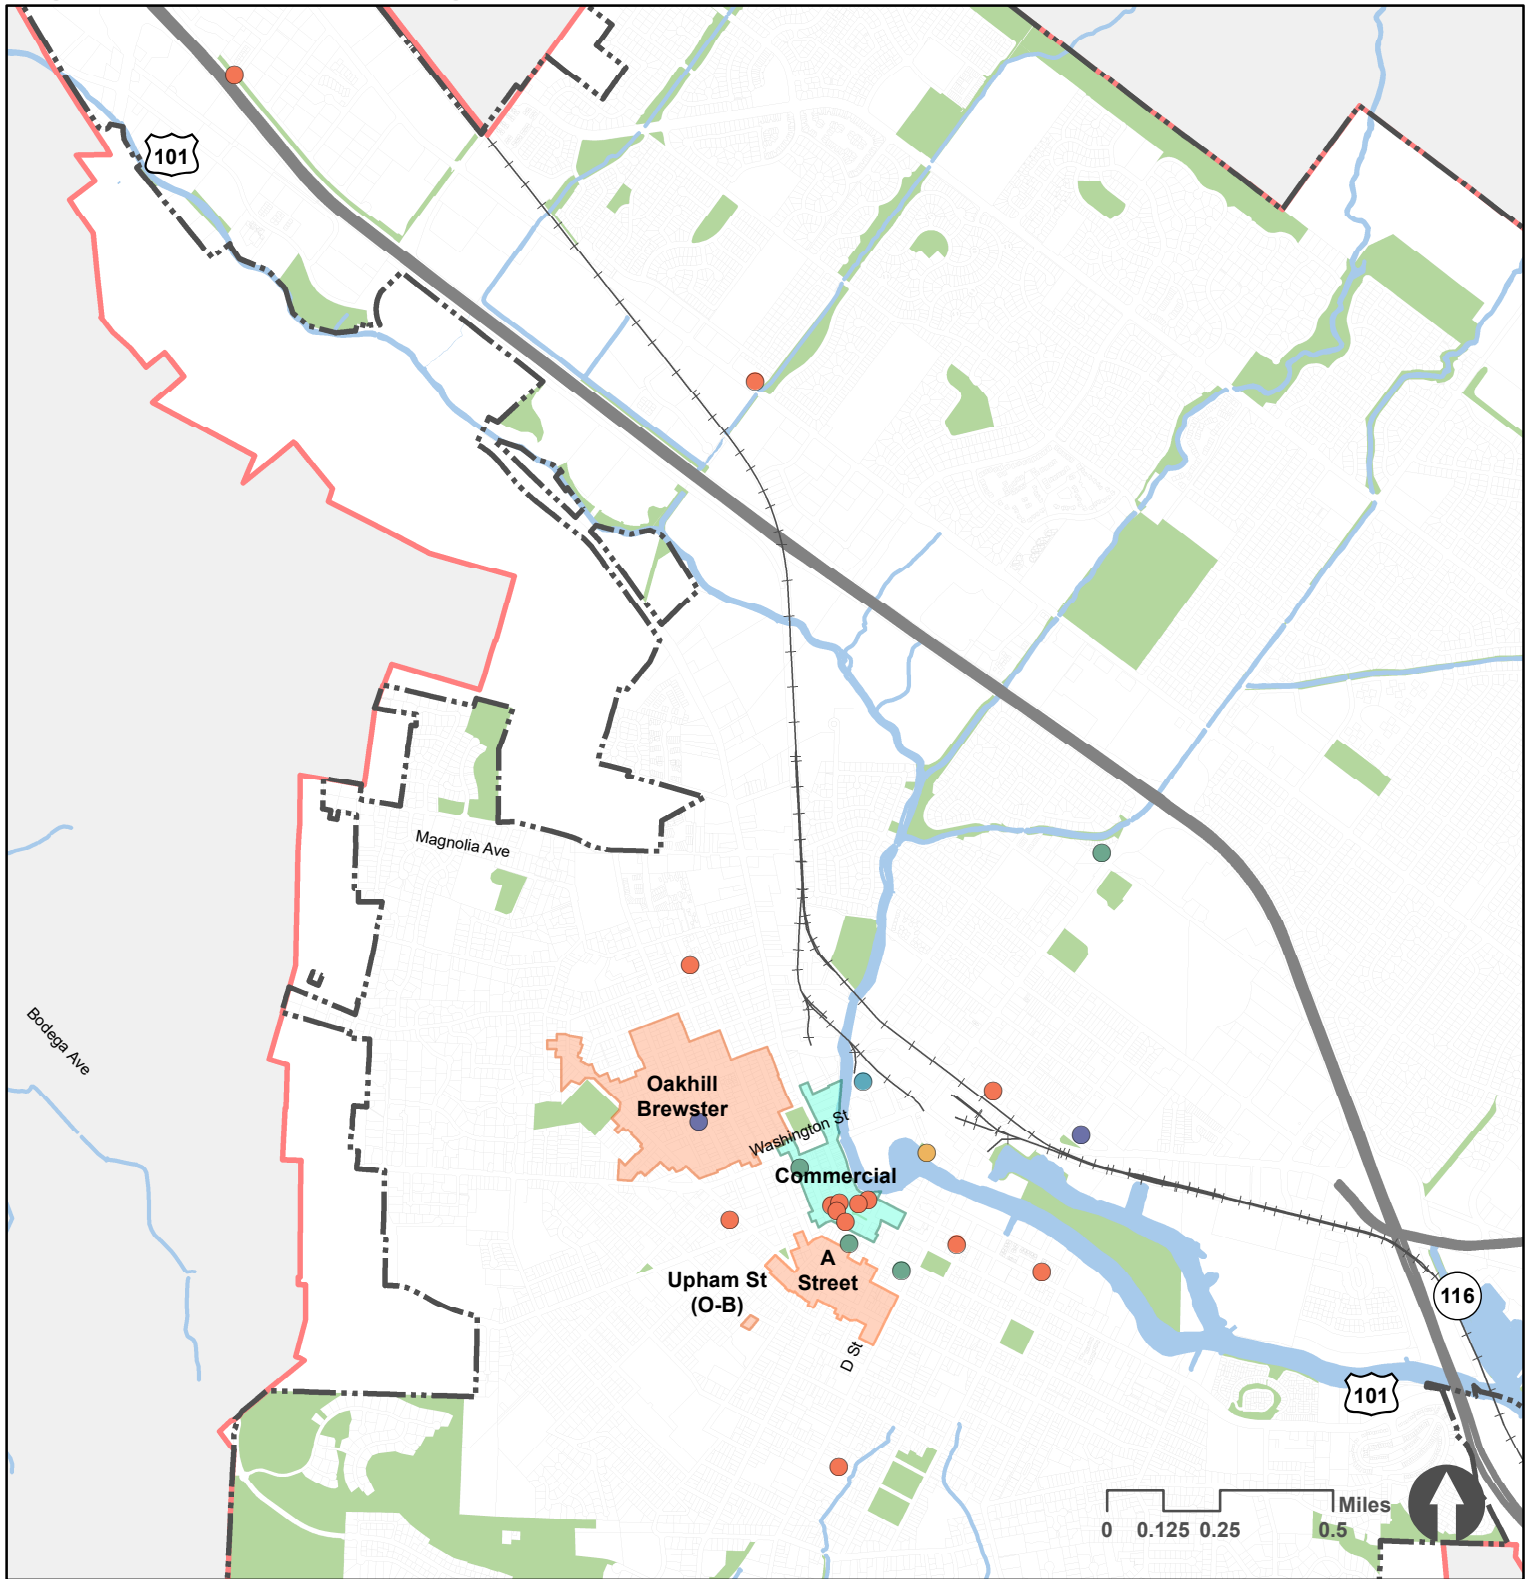 101
Magnolia Ave
Bodega Ave
Oakhill
Brewster
Washington St
Commercial
A
Street
Upham St
(O-B)
D St
116
101
Miles
0 0.125 0.25 0.5